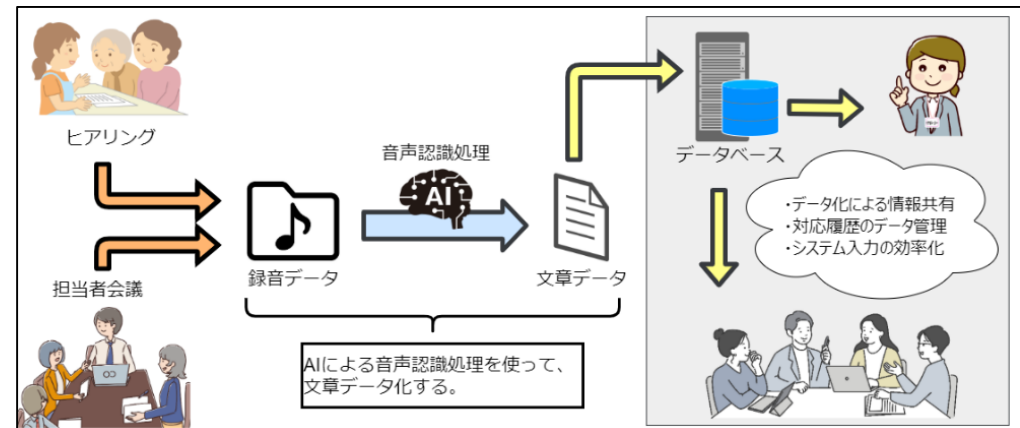 ヒアリング
担当者会議
録音データ
音声認識処理
AI
文章データ
AIによる音声認識処理を使って、
文章データ化する。
データベース
・データ化による情報共有
・対応履歴のデータ管理
・システム入力の効率化